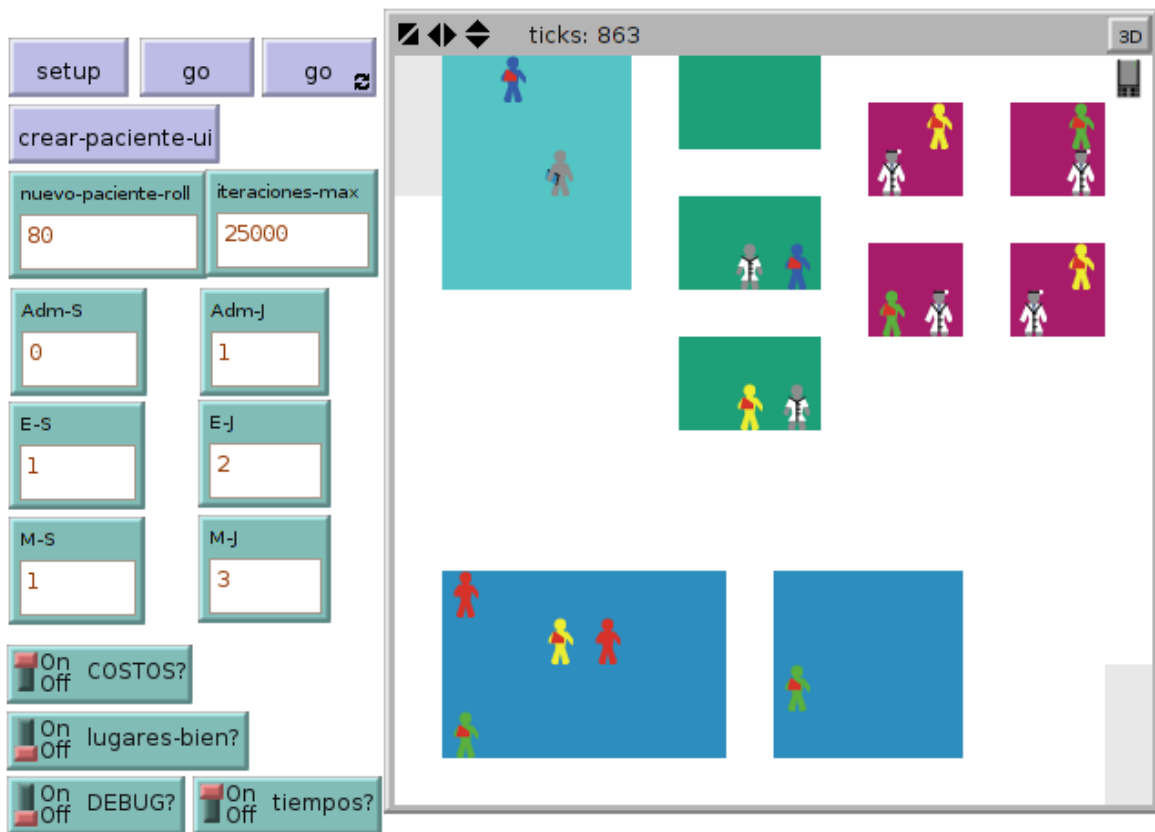 ticks: 863
3D
setup
go
go
crear-paciente-ui
nuevo-paciente-roll
80
iteraciones-max
25000
Adm-S
0
Adm-J
1
E-S
1
E-J
2
M-S
1
M-J
3
On
Off
COSTOS?
On
Off
lugares-bien?
On
Off
DEBUG?
On
Off
tiempos?